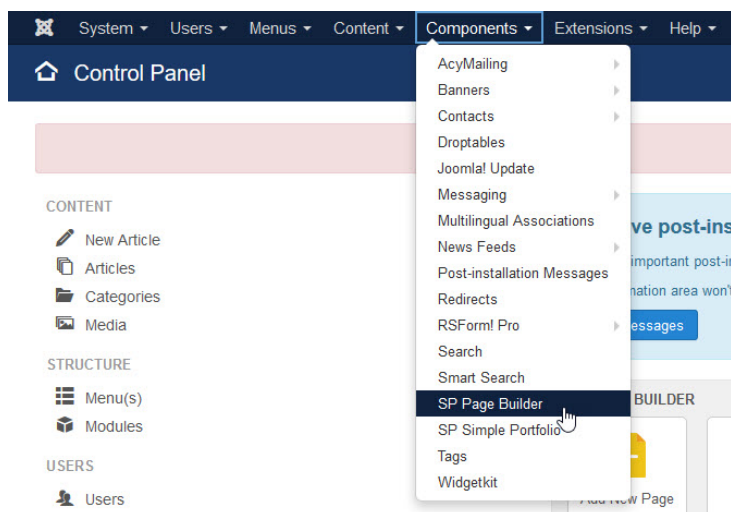 System Users Menus Content Components Extensions Help
Control Panel
AcyMailing
Banners
Contacts
Droptables
Joomla! Update
Messaging
Multilingual Associations
News Feeds
Post-installation Messages
Redirects
RSForm! Pro
Search
Smart Search
SP Page Builder
SP Simple Portfolio
Tags
Widgetkit
CONTENT
New Article
Articles
Categories
Media
STRUCTURE
Menu(s)
Modules
USERS
Users
ve post-ins
important post-i
mation area won'
essages
BUILDER
Add New Page